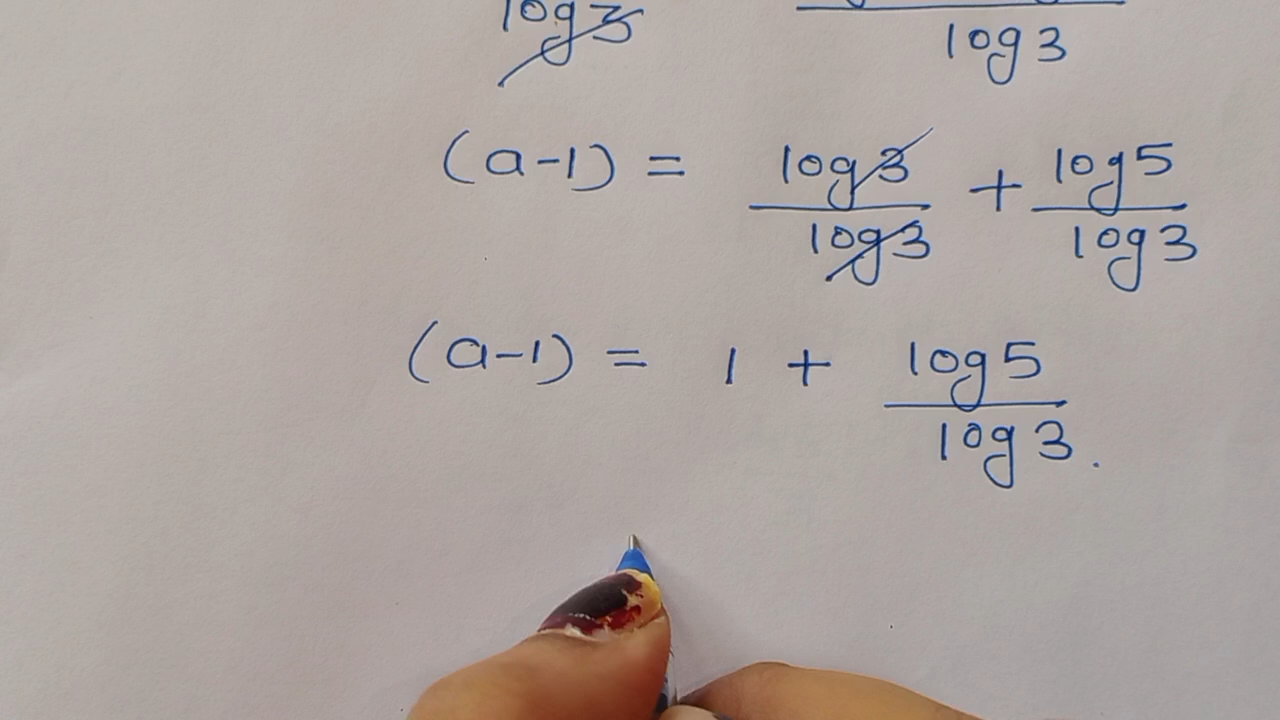 log3 log3
(a-1) = log3/log3 + log5/log3
(a-1) = 1 + log5/log3.